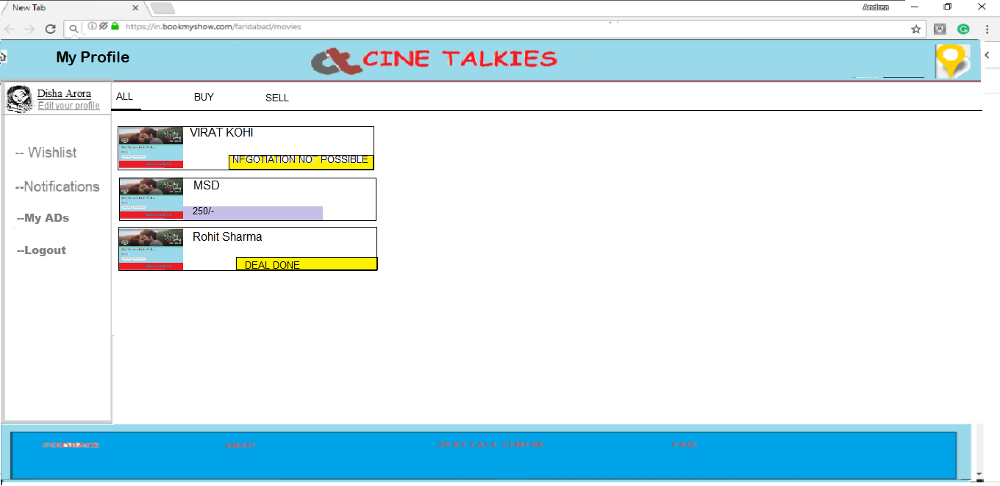 New Tab
Andrea
https://in.bookmyshow.com/faridabad/movies
My Profile
CINE TALKIES
Disha Arora
Edit your profile
ALL
BUY
SELL
-- Wishlist
--Notifications
--My ADs
--Logout
VIRAT KOHI
NEGOTIATION NOT POSSIBLE
MSD
250/-
Rohit Sharma
DEAL DONE
FEEDBACK
HELP
24 X7 CALL CENTRE
FAQ